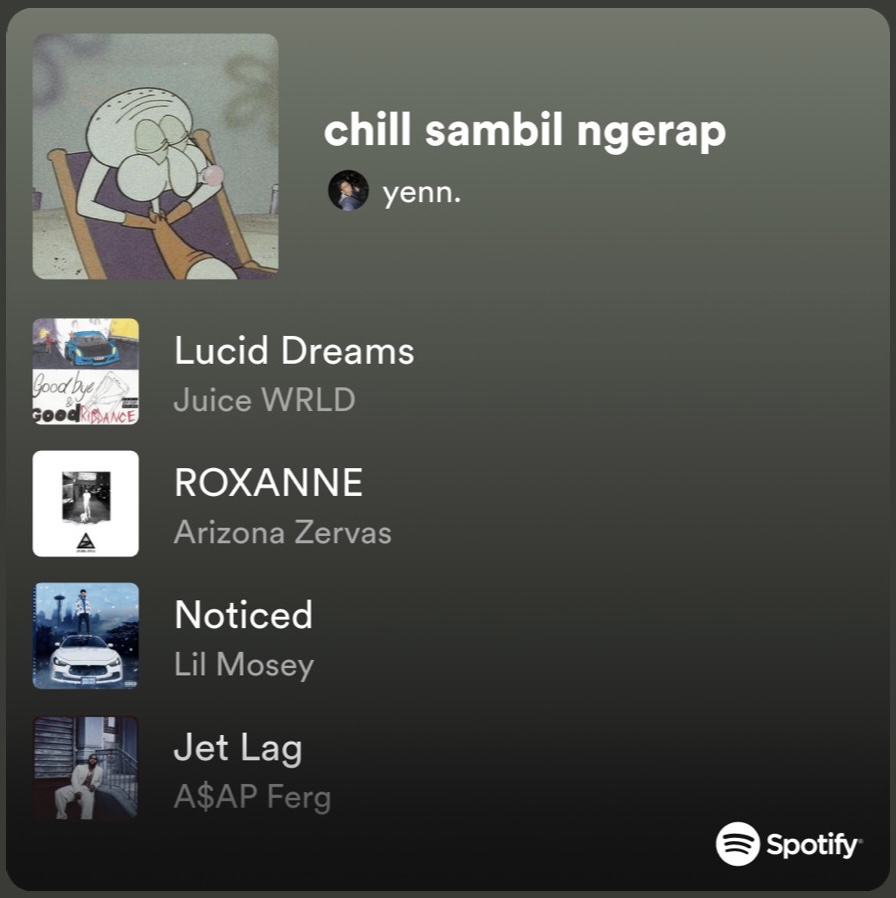 chill sambil ngerap
yenn.
Good bye
&
GOOD RIDDANCE
Lucid Dreams
Juice WRLD
ROXANNE
Arizona Zervas
Noticed
Lil Mosey
Jet Lag
A$AP Ferg
Spotify